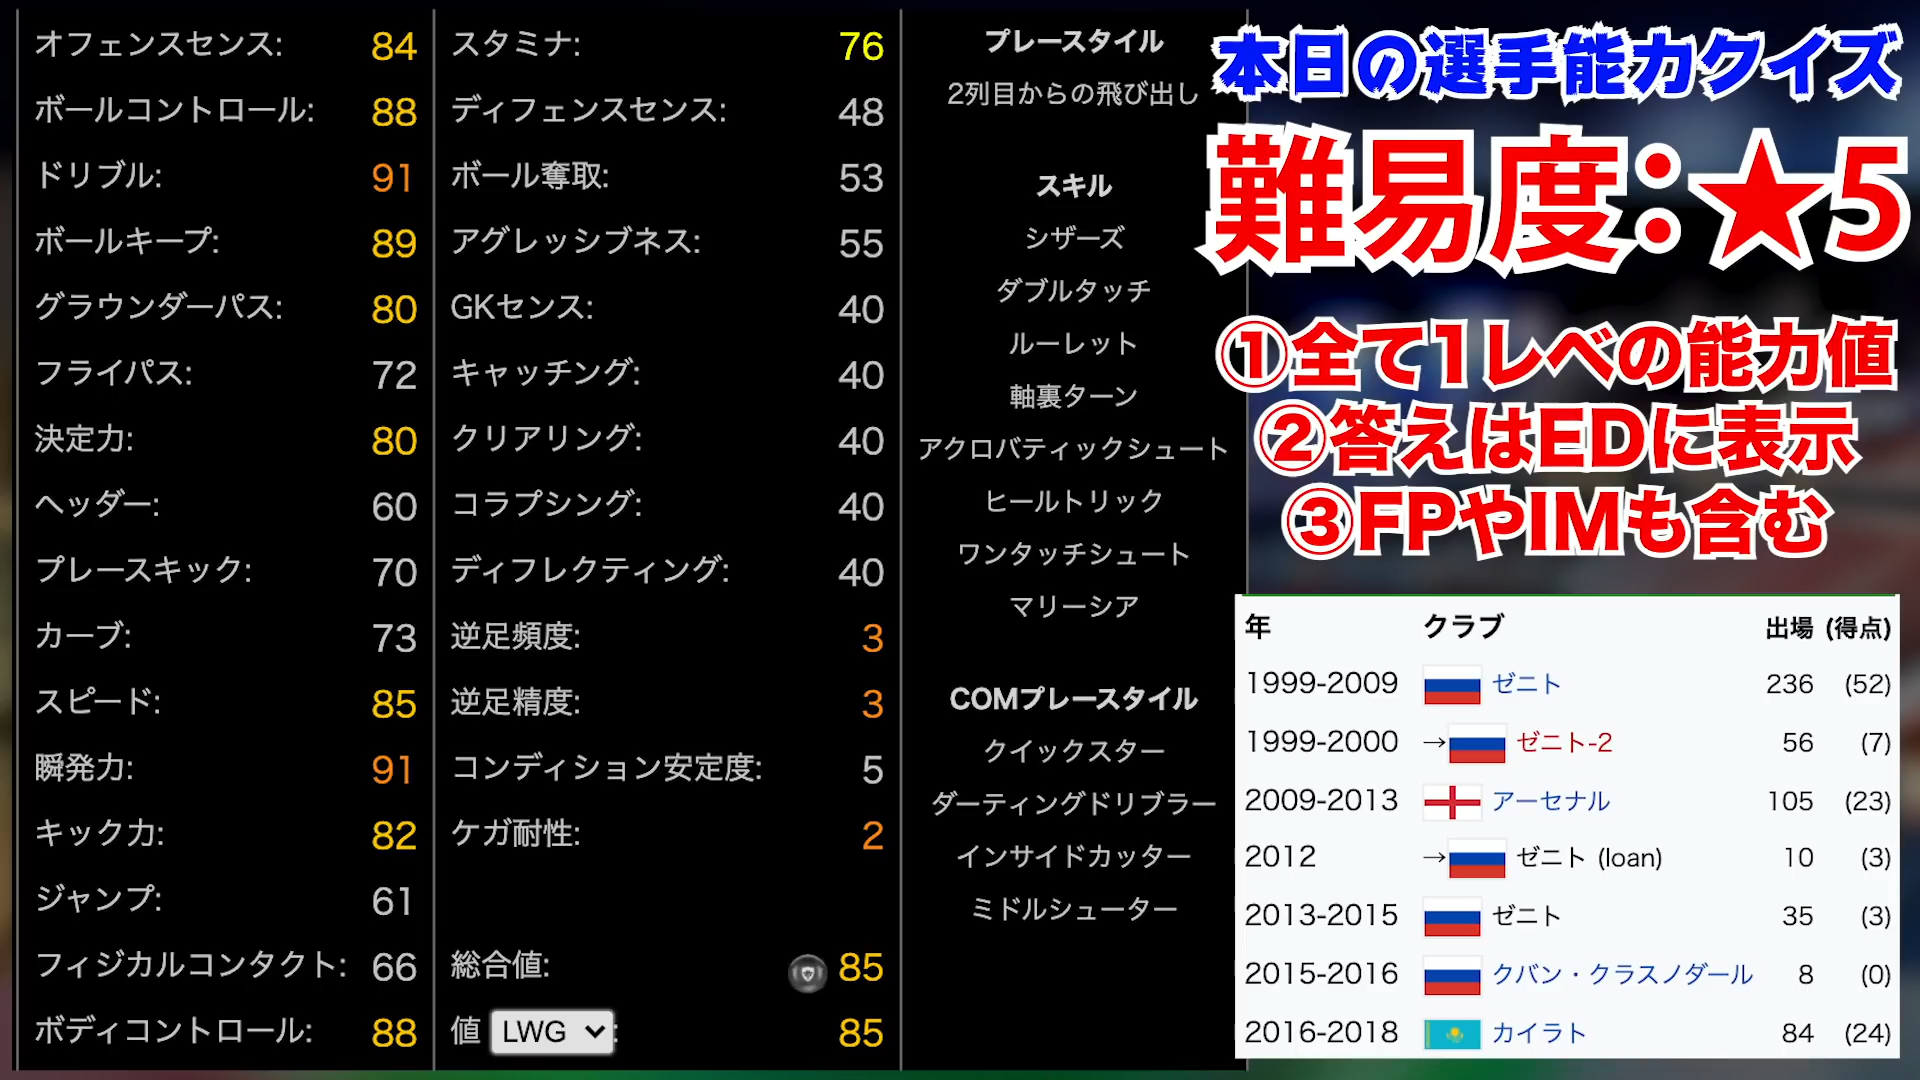 オフェンスセンス: 84
ボールコントロール: 88
ドリブル: 91
ボールキープ: 89
グラウンダーパス: 80
フライパス: 72
決定力: 80
ヘッダー: 60
プレースキック: 70
カーブ: 73
スピード: 85
瞬発力: 91
キック力: 82
ジャンプ: 61
フィジカルコンタクト: 66
ボディコントロール: 88
スタミナ: 76
ディフェンスセンス: 48
ボール奪取: 53
アグレッシブネス: 55
GKセンス: 40
キャッチング: 40
クリアリング: 40
コラプシング: 40
ディフレクティング: 40
逆足頻度: 3
逆足精度: 3
コンディション安定度: 5
ケガ耐性: 2
総合値: 85
値 LWG : 85
プレースタイル
2列目からの飛び出し
スキル
シザーズ
ダブルタッチ
ルーレット
軸裏ターン
アクロバティックシュート
ヒールトリック
ワンタッチシュート
マリーシア
COMプレースタイル
クイックスター
ダーティングドリブラー
インサイドカッター
ミドルシューター
本日の選手能力クイズ
難易度:★5
①全て1レベの能力値
②答えはEDに表示
③FPやIMも含む
年 クラブ 出場 (得点)
1999-2009 ゼニト 236 (52)
1999-2000 →ゼニト-2 56 (7)
2009-2013 アーセナル 105 (23)
2012 →ゼニト (loan) 10 (3)
2013-2015 ゼニト 35 (3)
2015-2016 クバン・クラスノダール 8 (0)
2016-2018 カイラト 84 (24)